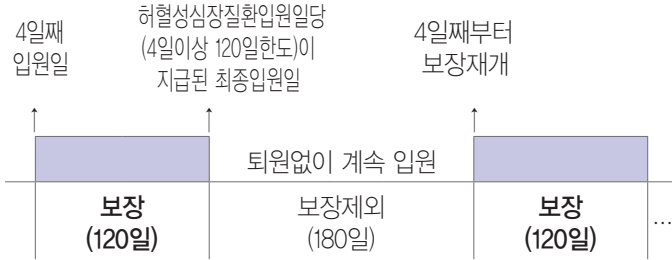 4일째
입원일
허혈성심장질환입원일당
(4일이상 120일한도)이
지급된 최종입원일
4일째부터
보장재개
퇴원없이 계속 입원
보장
(120일)
보장제외
(180일)
보장
(120일)
...